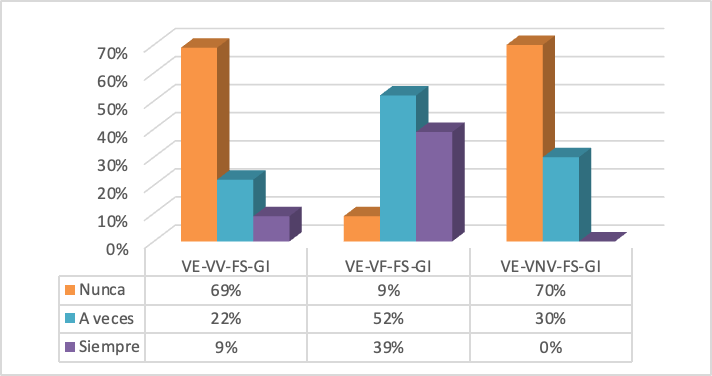 70%
60%
50%
40%
30%
20%
10%
0%
VE-VV-FS-GI VE-VF-FS-GI VE-VNV-FS-GI
Nunca 69% 9% 70%
A veces 22% 52% 30%
Siempre 9% 39% 0%